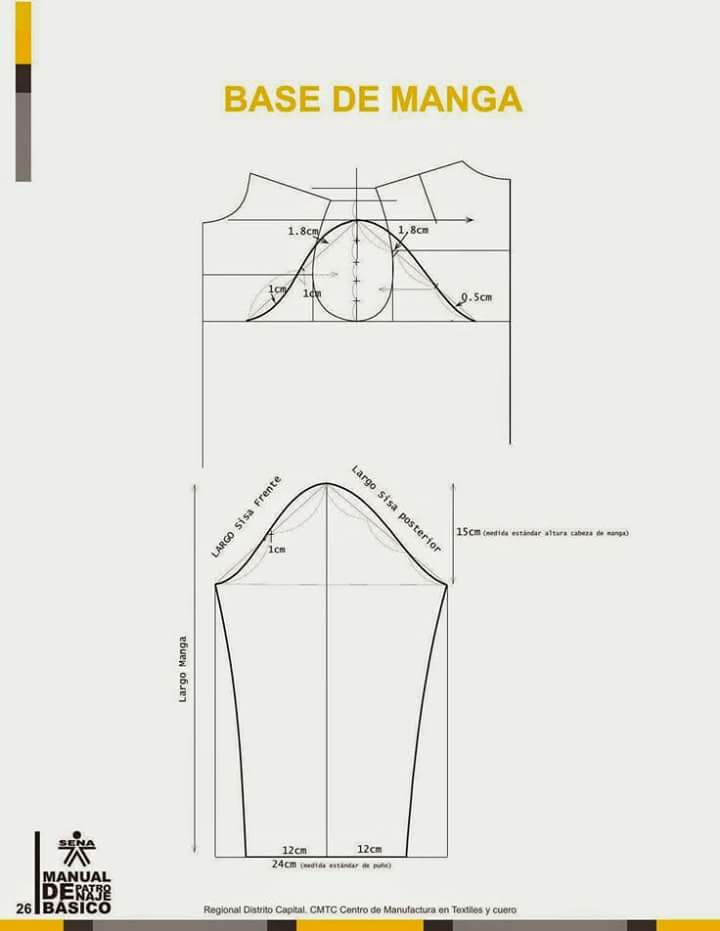 BASE DE MANGA
1.8cm
1.8cm
1cm
1cm
0.5cm
LARGO Sisa Frente
Largo Sisa posterior
1cm
15cm (medida estándar altura cabeza de manga)
Largo Manga
12cm
12cm
24cm (medida estándar de puño)
SENA
MANUAL
DE PATRO
NAJE
BÁSICO
26
Regional Distrito Capital, CMTC Centro de Manufactura en Textiles y cuero